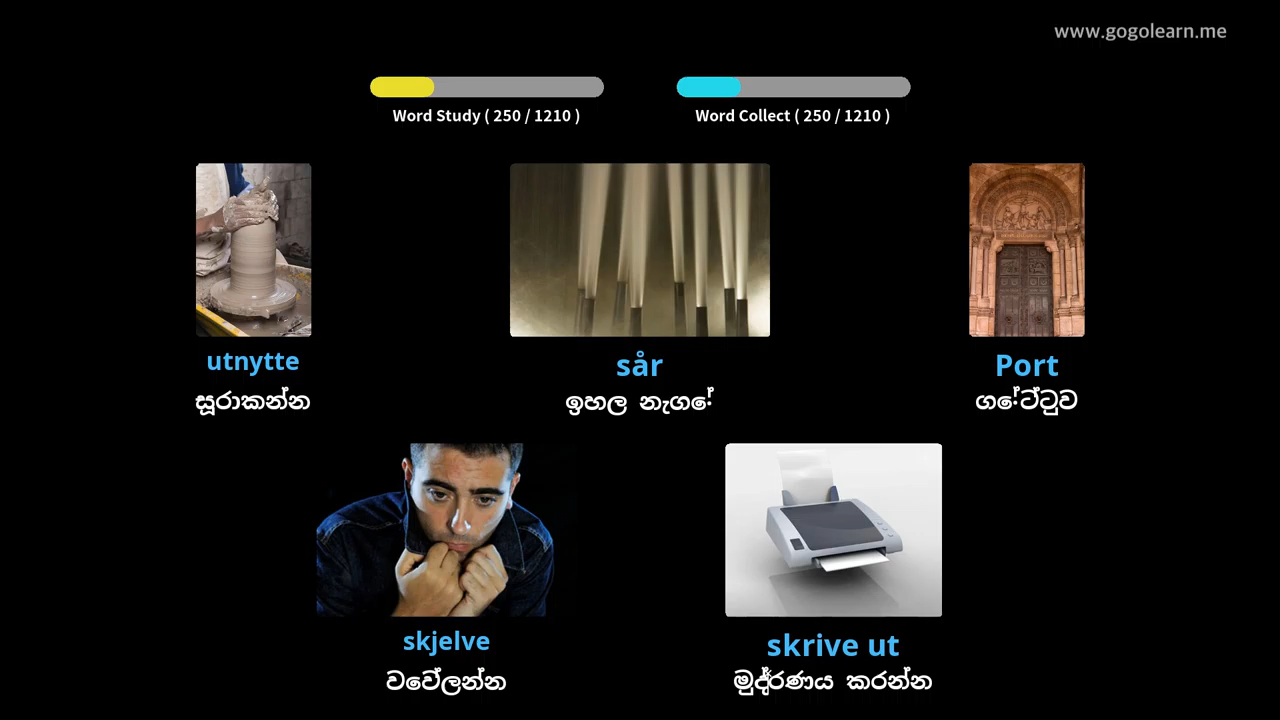 www.gogolearn.me
Word Study ( 250 / 1210 )
Word Collect ( 250 / 1210 )
utnytte
සූරාකන්න
sår
ඉහල නැගේ
Port
ගේට්ටුව
skjelve
වෙව්ලන්න
skrive ut
මුද්රණය කරන්න